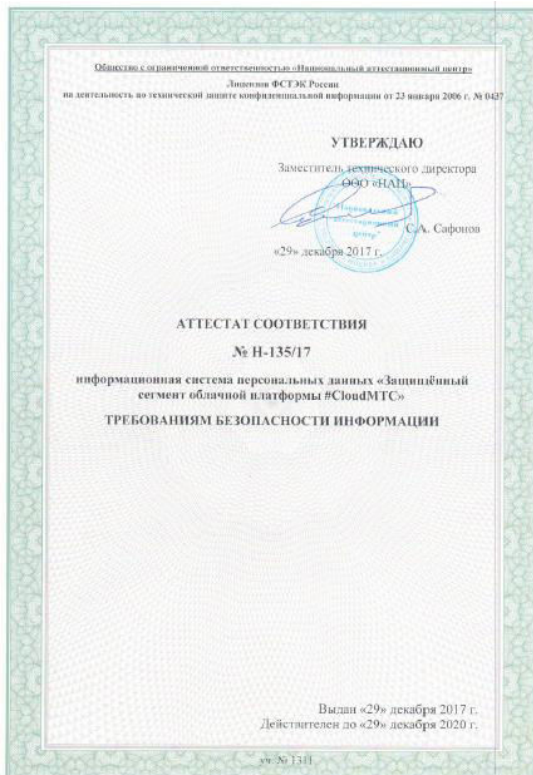 Общество с ограниченной ответственностью «Национальный аттестационный центр»
Лицензия ФСТЭК России
на деятельность по технической защите конфиденциальной информации от 23 января 2006 г. № 0437
УТВЕРЖДАЮ
Заместитель технического директора
ООО «НАЦ»
С.А. Сафонов
«29» декабря 2017 г.
АТТЕСТАТ СООТВЕТСТВИЯ
№ Н-135/17
информационная система персональных данных «Защищённый
сегмент облачной платформы #CloudМТС»
ТРЕБОВАНИЯМ БЕЗОПАСНОСТИ ИНФОРМАЦИИ
Выдан «29» декабря 2017 г.
Действителен до «29» декабря 2020 г.
уч. № 1311